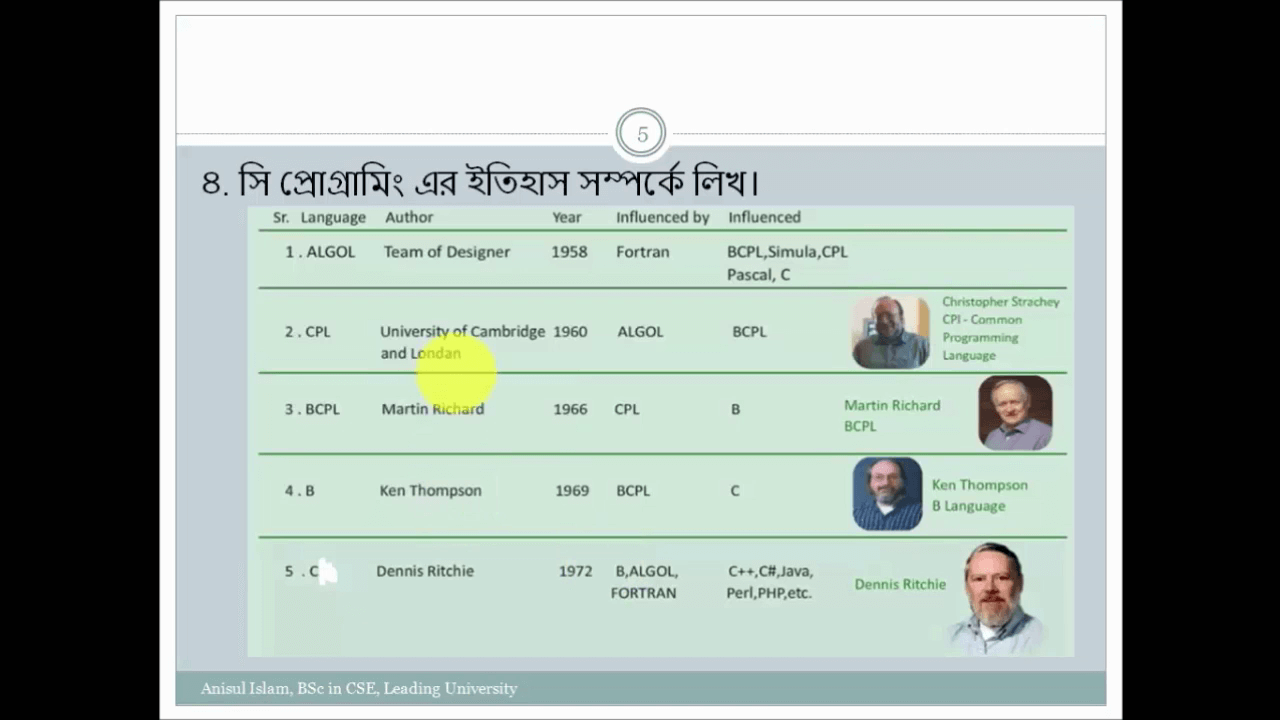 5
৪. সি প্রোগ্রামিং এর ইতিহাস সম্পর্কে লিখ।
Sr. Language Author Year Influenced by Influenced
1 . ALGOL Team of Designer 1958 Fortran BCPL,Simula,CPL
Pascal, C
Christopher Strachey
CPI - Common
Programming
Language
2 . CPL University of Cambridge 1960 ALGOL BCPL
and Londan
3 . BCPL Martin Richard 1966 CPL B
Martin Richard
BCPL
4 . B Ken Thompson 1969 BCPL C
Ken Thompson
B Language
5 . C Dennis Ritchie 1972 B,ALGOL, C++,C#,Java,
FORTRAN Perl,PHP,etc.
Dennis Ritchie
Anisul Islam, BSc in CSE, Leading University